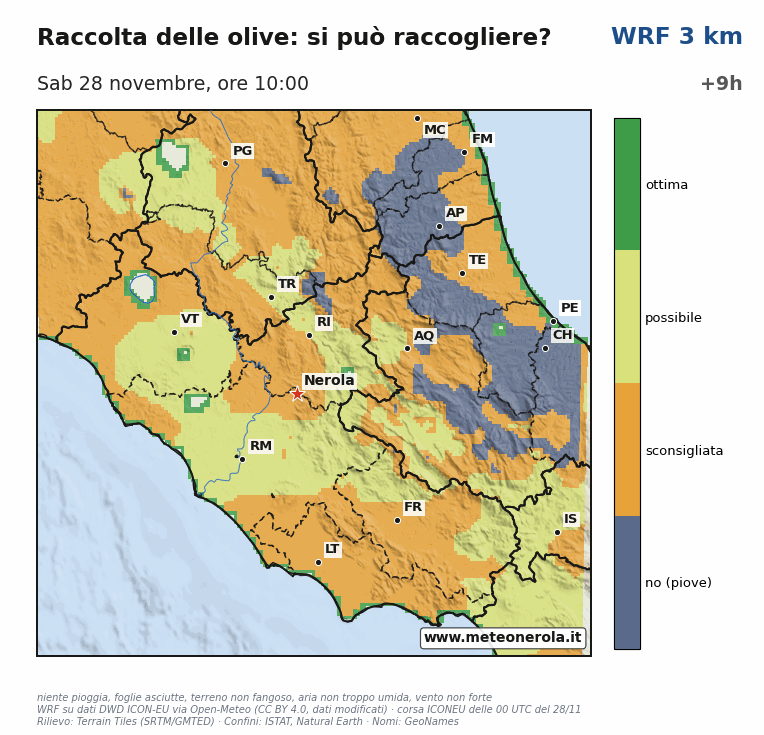 Raccolta delle olive: si può raccogliere?
WRF 3 km
Sab 28 novembre, ore 10:00
+9h
MC
FM
PG
AP
TE
TR
PE
VT
RI
AQ
CH
Nerola
RM
FR
IS
LT
www.meteonerola.it
ottima
possibile
sconsigliata
no (piove)
niente pioggia, foglie asciutte, terreno non fangoso, aria non troppo umida, vento non forte
WRF su dati DWD ICON-EU via Open-Meteo (CC BY 4.0, dati modificati) · corsa ICONEU delle 00 UTC del 28/11
Rilievo: Terrain Tiles (SRTM/GMTED) · Confini: ISTAT, Natural Earth · Nomi: GeoNames